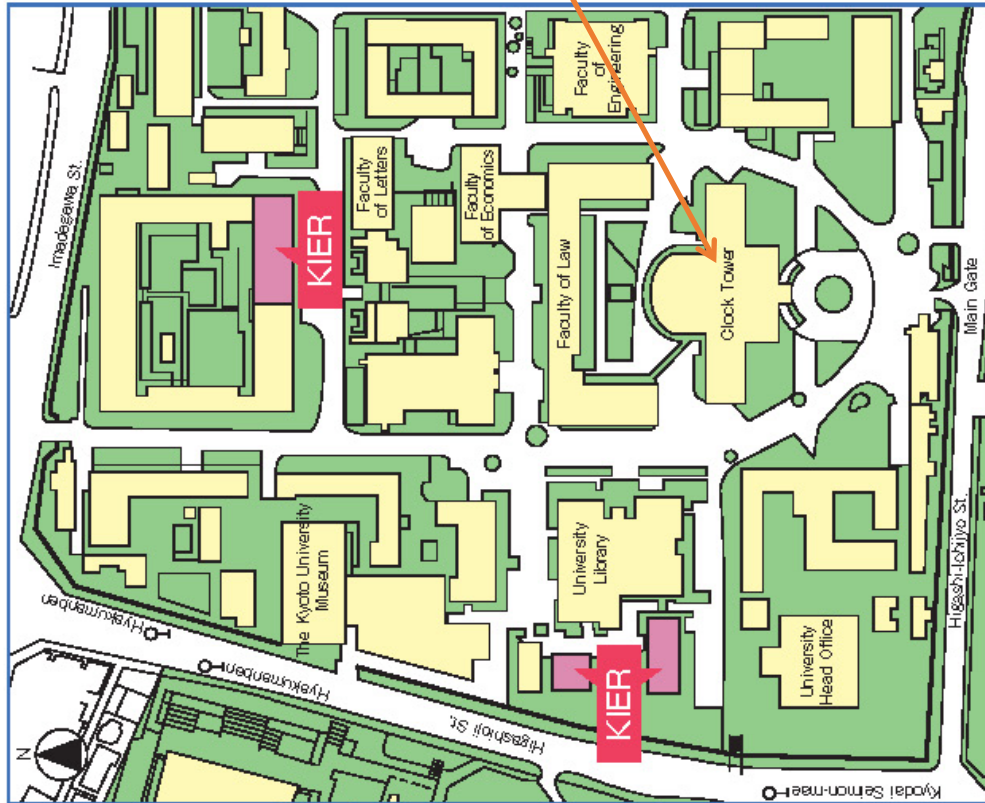 Imadegawa St.
KIER
Faculty
of Letters
Faculty
of Economics
Faculty
of
Engineering
Faculty of Law
Clock Tower
Main Gate
Hyakumanben
Hyakumanben
The Kyoto University
Museum
University
Library
KIER
University
Head Office
Higashioji St.
Higashi-Ichijyo St.
Kyodai Seimon-mae
N